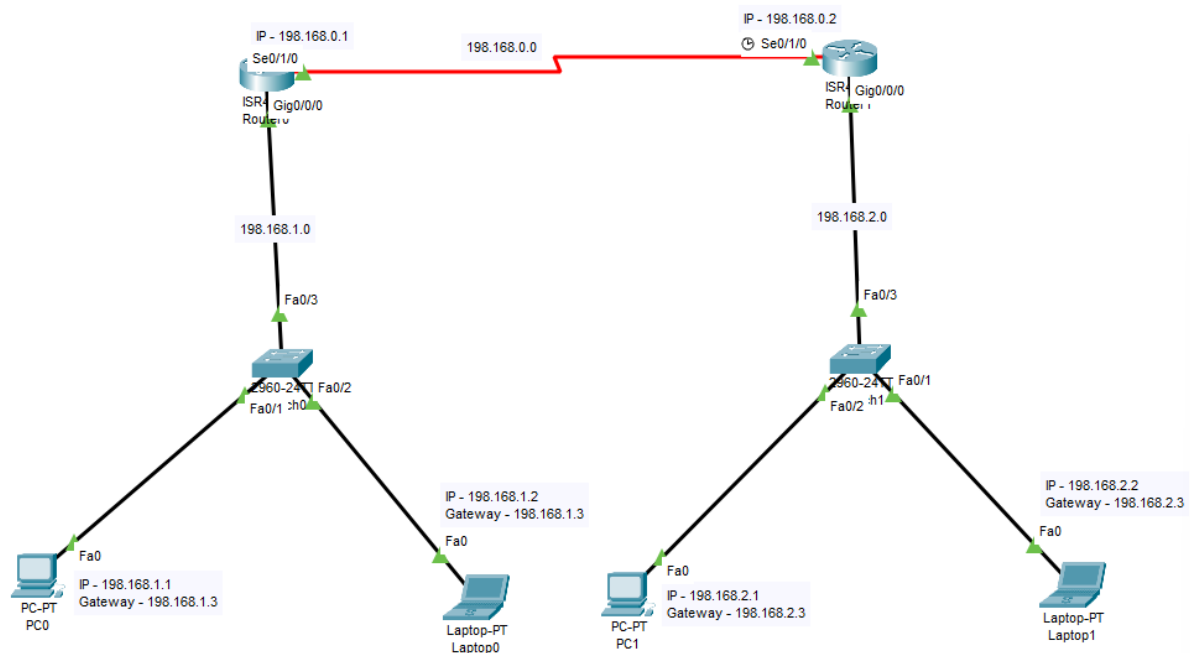 IP - 198.168.0.1
Se0/1/0
198.168.0.0
IP - 198.168.0.2
Se0/1/0
Gig0/0/0
Gig0/0/0
198.168.1.0
198.168.2.0
Fa0/3
Fa0/3
2960-24TT
Fa0/2
Fa0/1
Fa0/1
Fa0/2
IP - 198.168.1.2
Gateway - 198.168.1.3
Fa0
IP - 198.168.2.2
Gateway - 198.168.2.3
Fa0
Fa0
IP - 198.168.1.1
Gateway - 198.168.1.3
PC-PT
PC0
Laptop-PT
Laptop0
Fa0
IP - 198.168.2.1
Gateway - 198.168.2.3
PC-PT
PC1
Laptop-PT
Laptop1